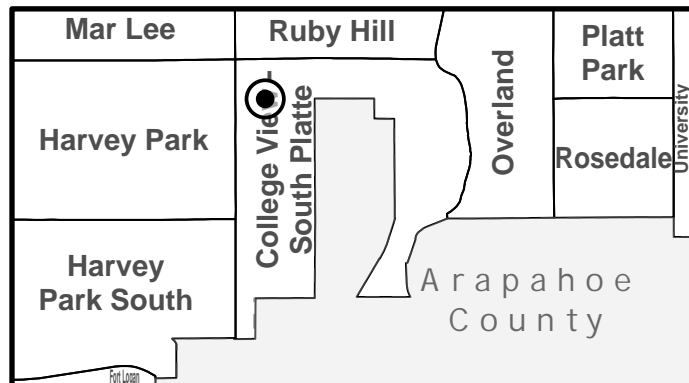 Mar Lee
Ruby Hill
Platt
Park
Harvey Park
College View –
South Platte
Overland
University
Rosedale
Harvey
Park South
Arapahoe
County
Fort Logan